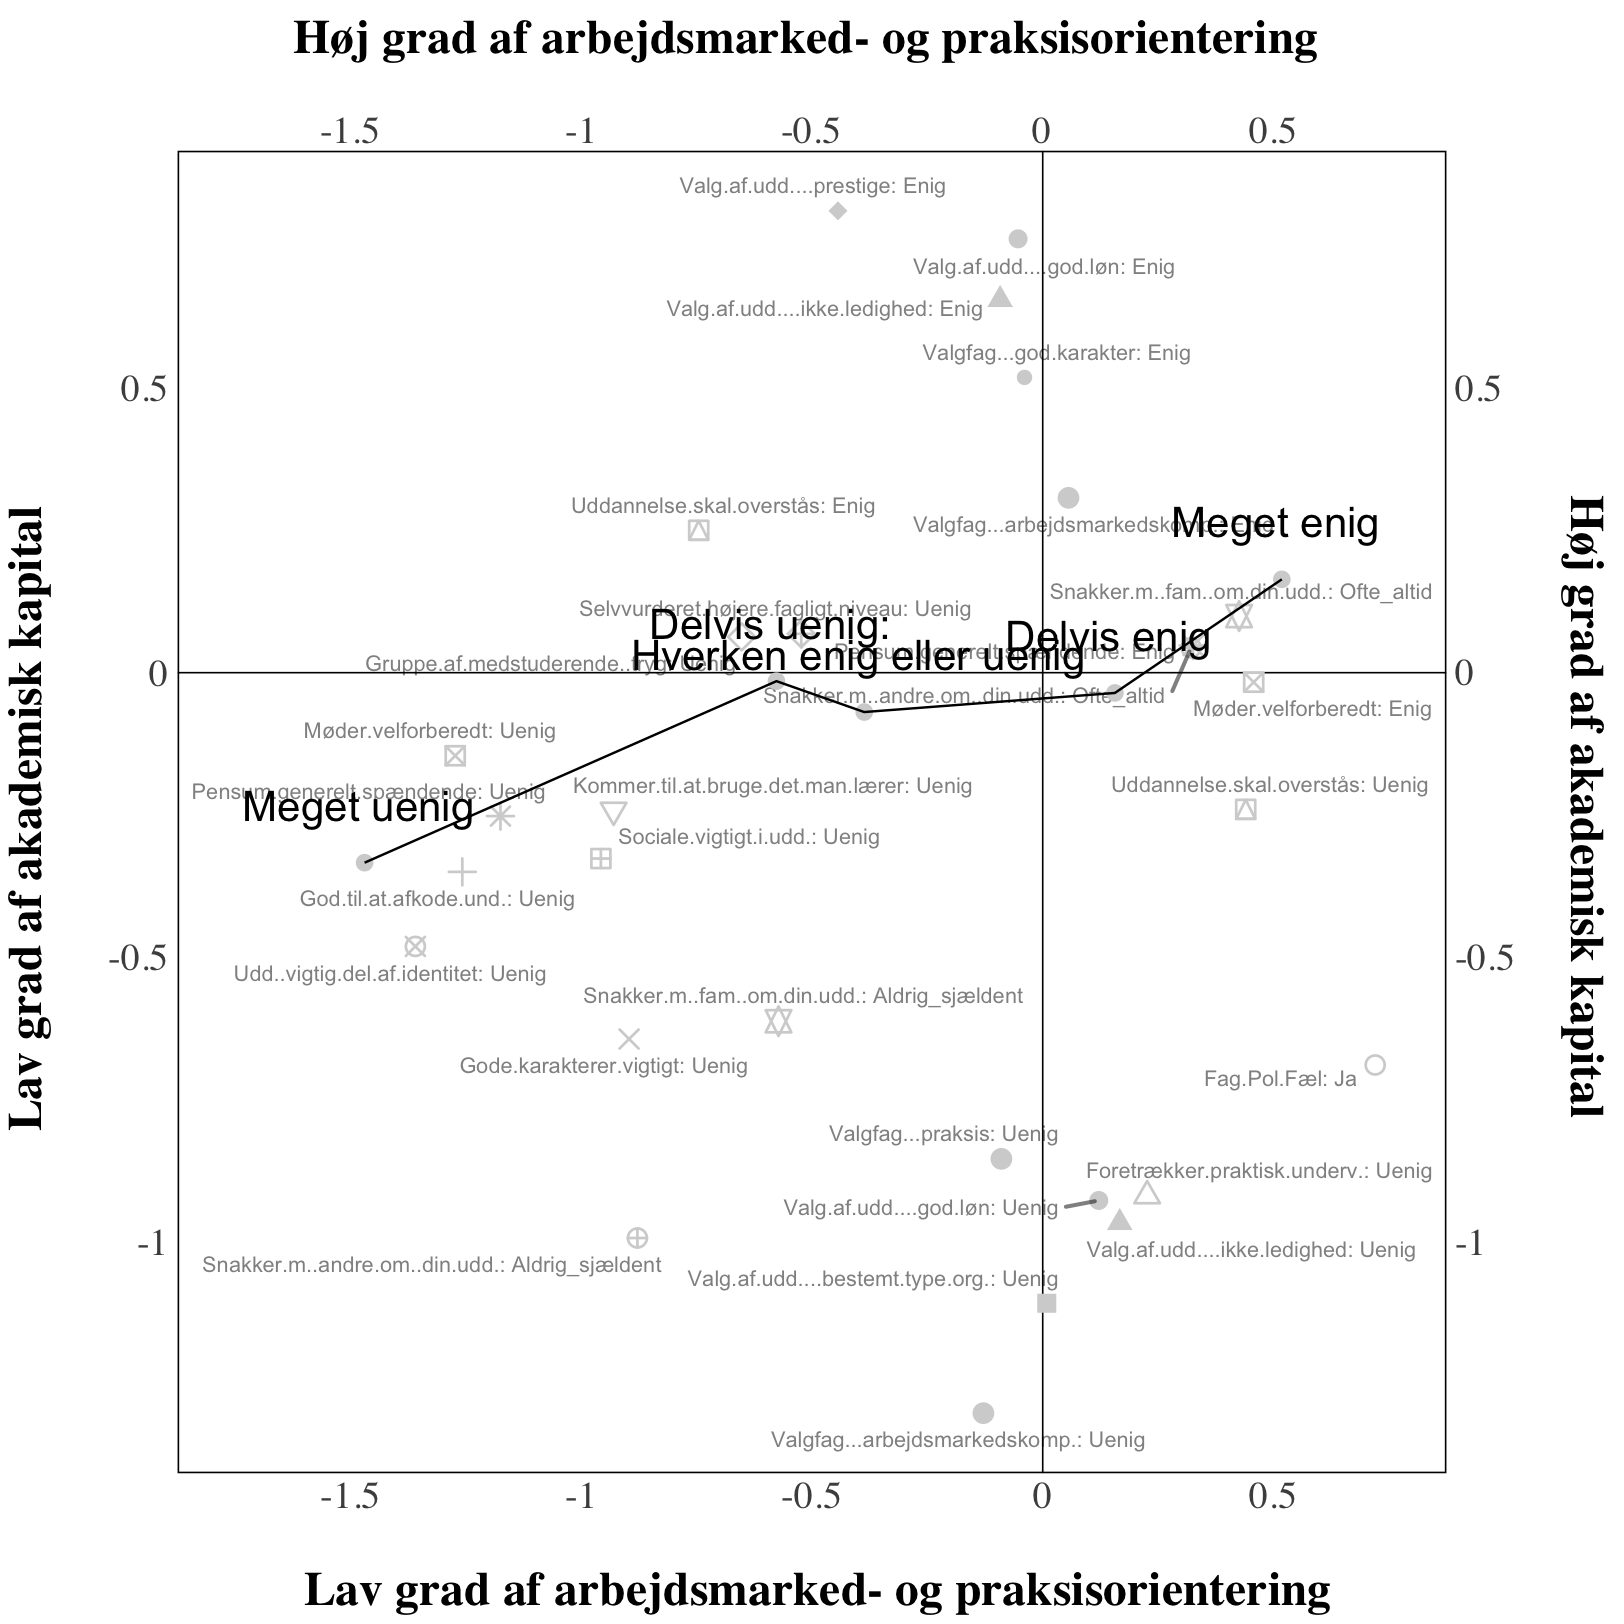 Høj grad af arbejdsmarked- og praksisorientering
-1.5 -1 -0.5 0 0.5
Valg.af.udd....prestige: Enig
Valg.af.udd....god.løn: Enig
Valg.af.udd....ikke.ledighed: Enig
Valgfag...god.karakter: Enig
0.5 0.5
Uddannelse.skal.overstås: Enig
Valgfag...arbejdsmarkedskomp.: Enig
Meget enig
Snakker.m..fam..om.din.udd.: Ofte_altid
Selvvurderet.højere.fagligt.niveau: Uenig
Delvis uenig:
Delvis enig
Pensum.generelt.spændende: Enig
Hverken enig eller uenig
Gruppe.af.medstuderende..tryg: Uenig
0 0
Snakker.m..andre.om..din.udd.: Ofte_altid
Møder.velforberedt: Enig
Møder.velforberedt: Uenig
Pensum.generelt.spændende: Uenig
Kommer.til.at.bruge.det.man.lærer: Uenig
Uddannelse.skal.overstås: Uenig
Meget uenig
Sociale.vigtigt.i.udd.: Uenig
God.til.at.afkode.und.: Uenig
-0.5 -0.5
Udd..vigtig.del.af.identitet: Uenig
Snakker.m..fam..om.din.udd.: Aldrig_sjældent
Gode.karakterer.vigtigt: Uenig
Fag.Pol.Fæl: Ja
Valgfag...praksis: Uenig
Foretrækker.praktisk.underv.: Uenig
Valg.af.udd....god.løn: Uenig
-1 -1
Valg.af.udd....ikke.ledighed: Uenig
Snakker.m..andre.om..din.udd.: Aldrig_sjældent
Valg.af.udd....bestemt.type.org.: Uenig
Valgfag...arbejdsmarkedskomp.: Uenig
-1.5 -1 -0.5 0 0.5
Lav grad af arbejdsmarked- og praksisorientering
Lav grad af akademisk kapital
Høj grad af akademisk kapital